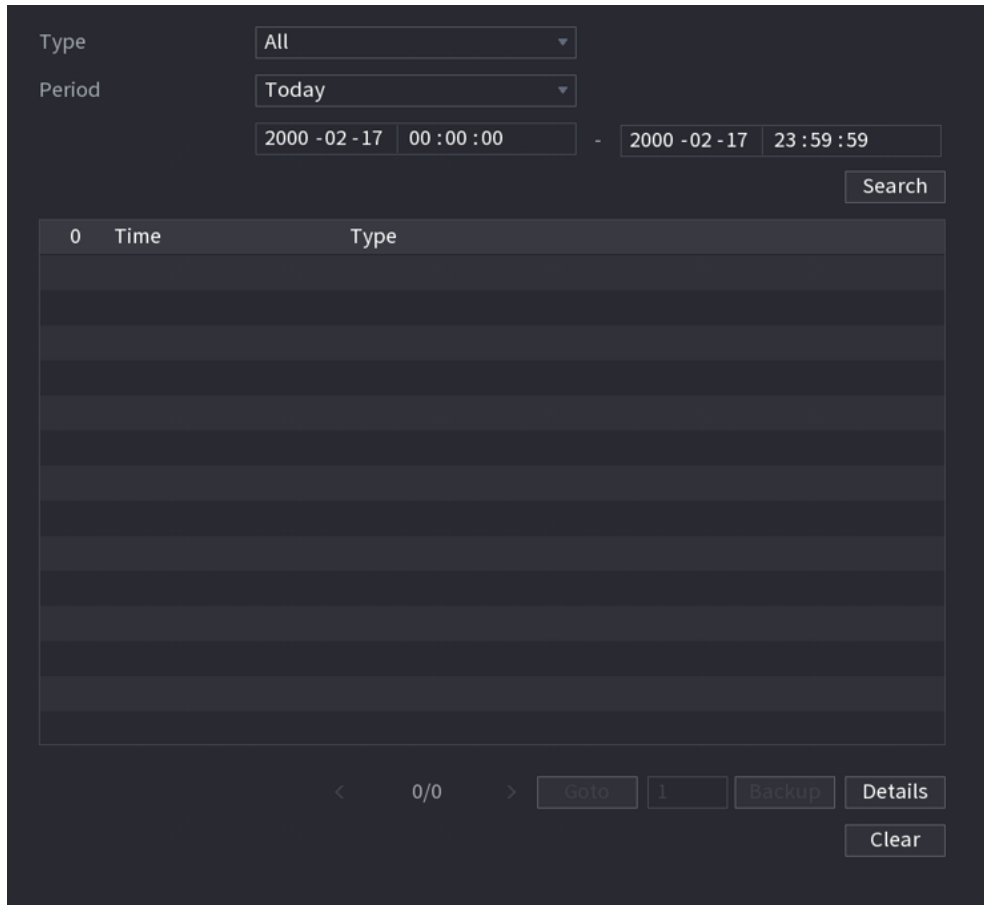 Type All
Period Today
2000 -02 -17 00 :00 :00 - 2000 -02 -17 23 :59 :59
Search
0 Time Type
< 0/0 > Goto 1 Backup Details
Clear